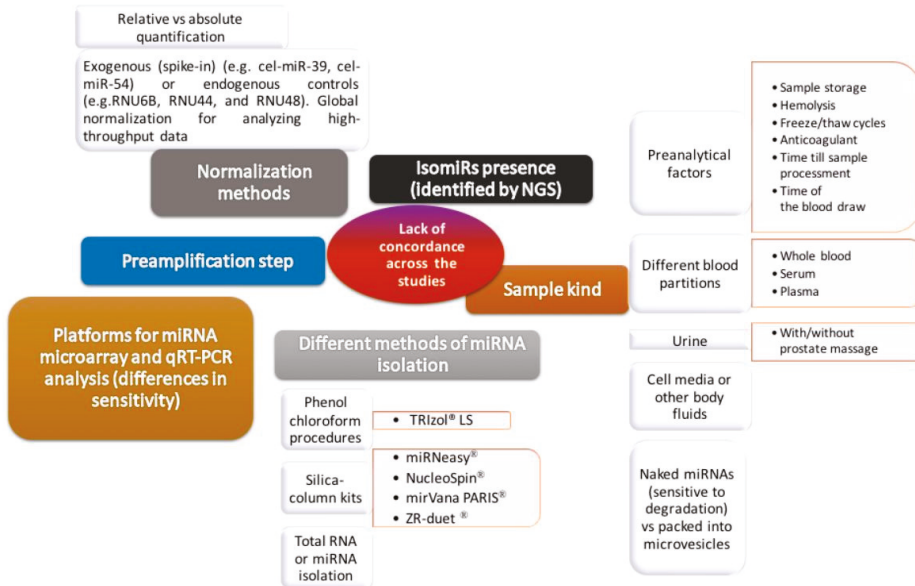 Relative vs absolute
quantification
Exogenous (spike-in) (e.g. cel-miR-39, cel-
miR-54) or endogenous controls
(e.g.RNU6B, RNU44, and RNU48). Global
normalization for analyzing high-
throughput data
Normalization
methods
IsomiRs presence
(identified by NGS)
Preamplification step
Lack of
concordance
across the
studies
Sample kind
Platforms for miRNA
microarray and qRT-PCR
analysis (differences in
sensitivity)
Different methods of miRNA
isolation
Phenol
chloroform
procedures
• TRIzol® LS
Silica-
column kits
• miRNeasy®
• NucleoSpin®
• mirVana PARIS®
• ZR-duet ®
Total RNA
or miRNA
isolation
Preanalytical
factors
• Sample storage
• Hemolysis
• Freeze/thaw cycles
• Anticoagulant
• Time till sample
processment
• Time of
the blood draw
Different blood
partitions
• Whole blood
• Serum
• Plasma
Urine
• With/without
prostate massage
Cell media or
other body
fluids
Naked miRNAs
(sensitive to
degradation)
vs packed into
microvesicles